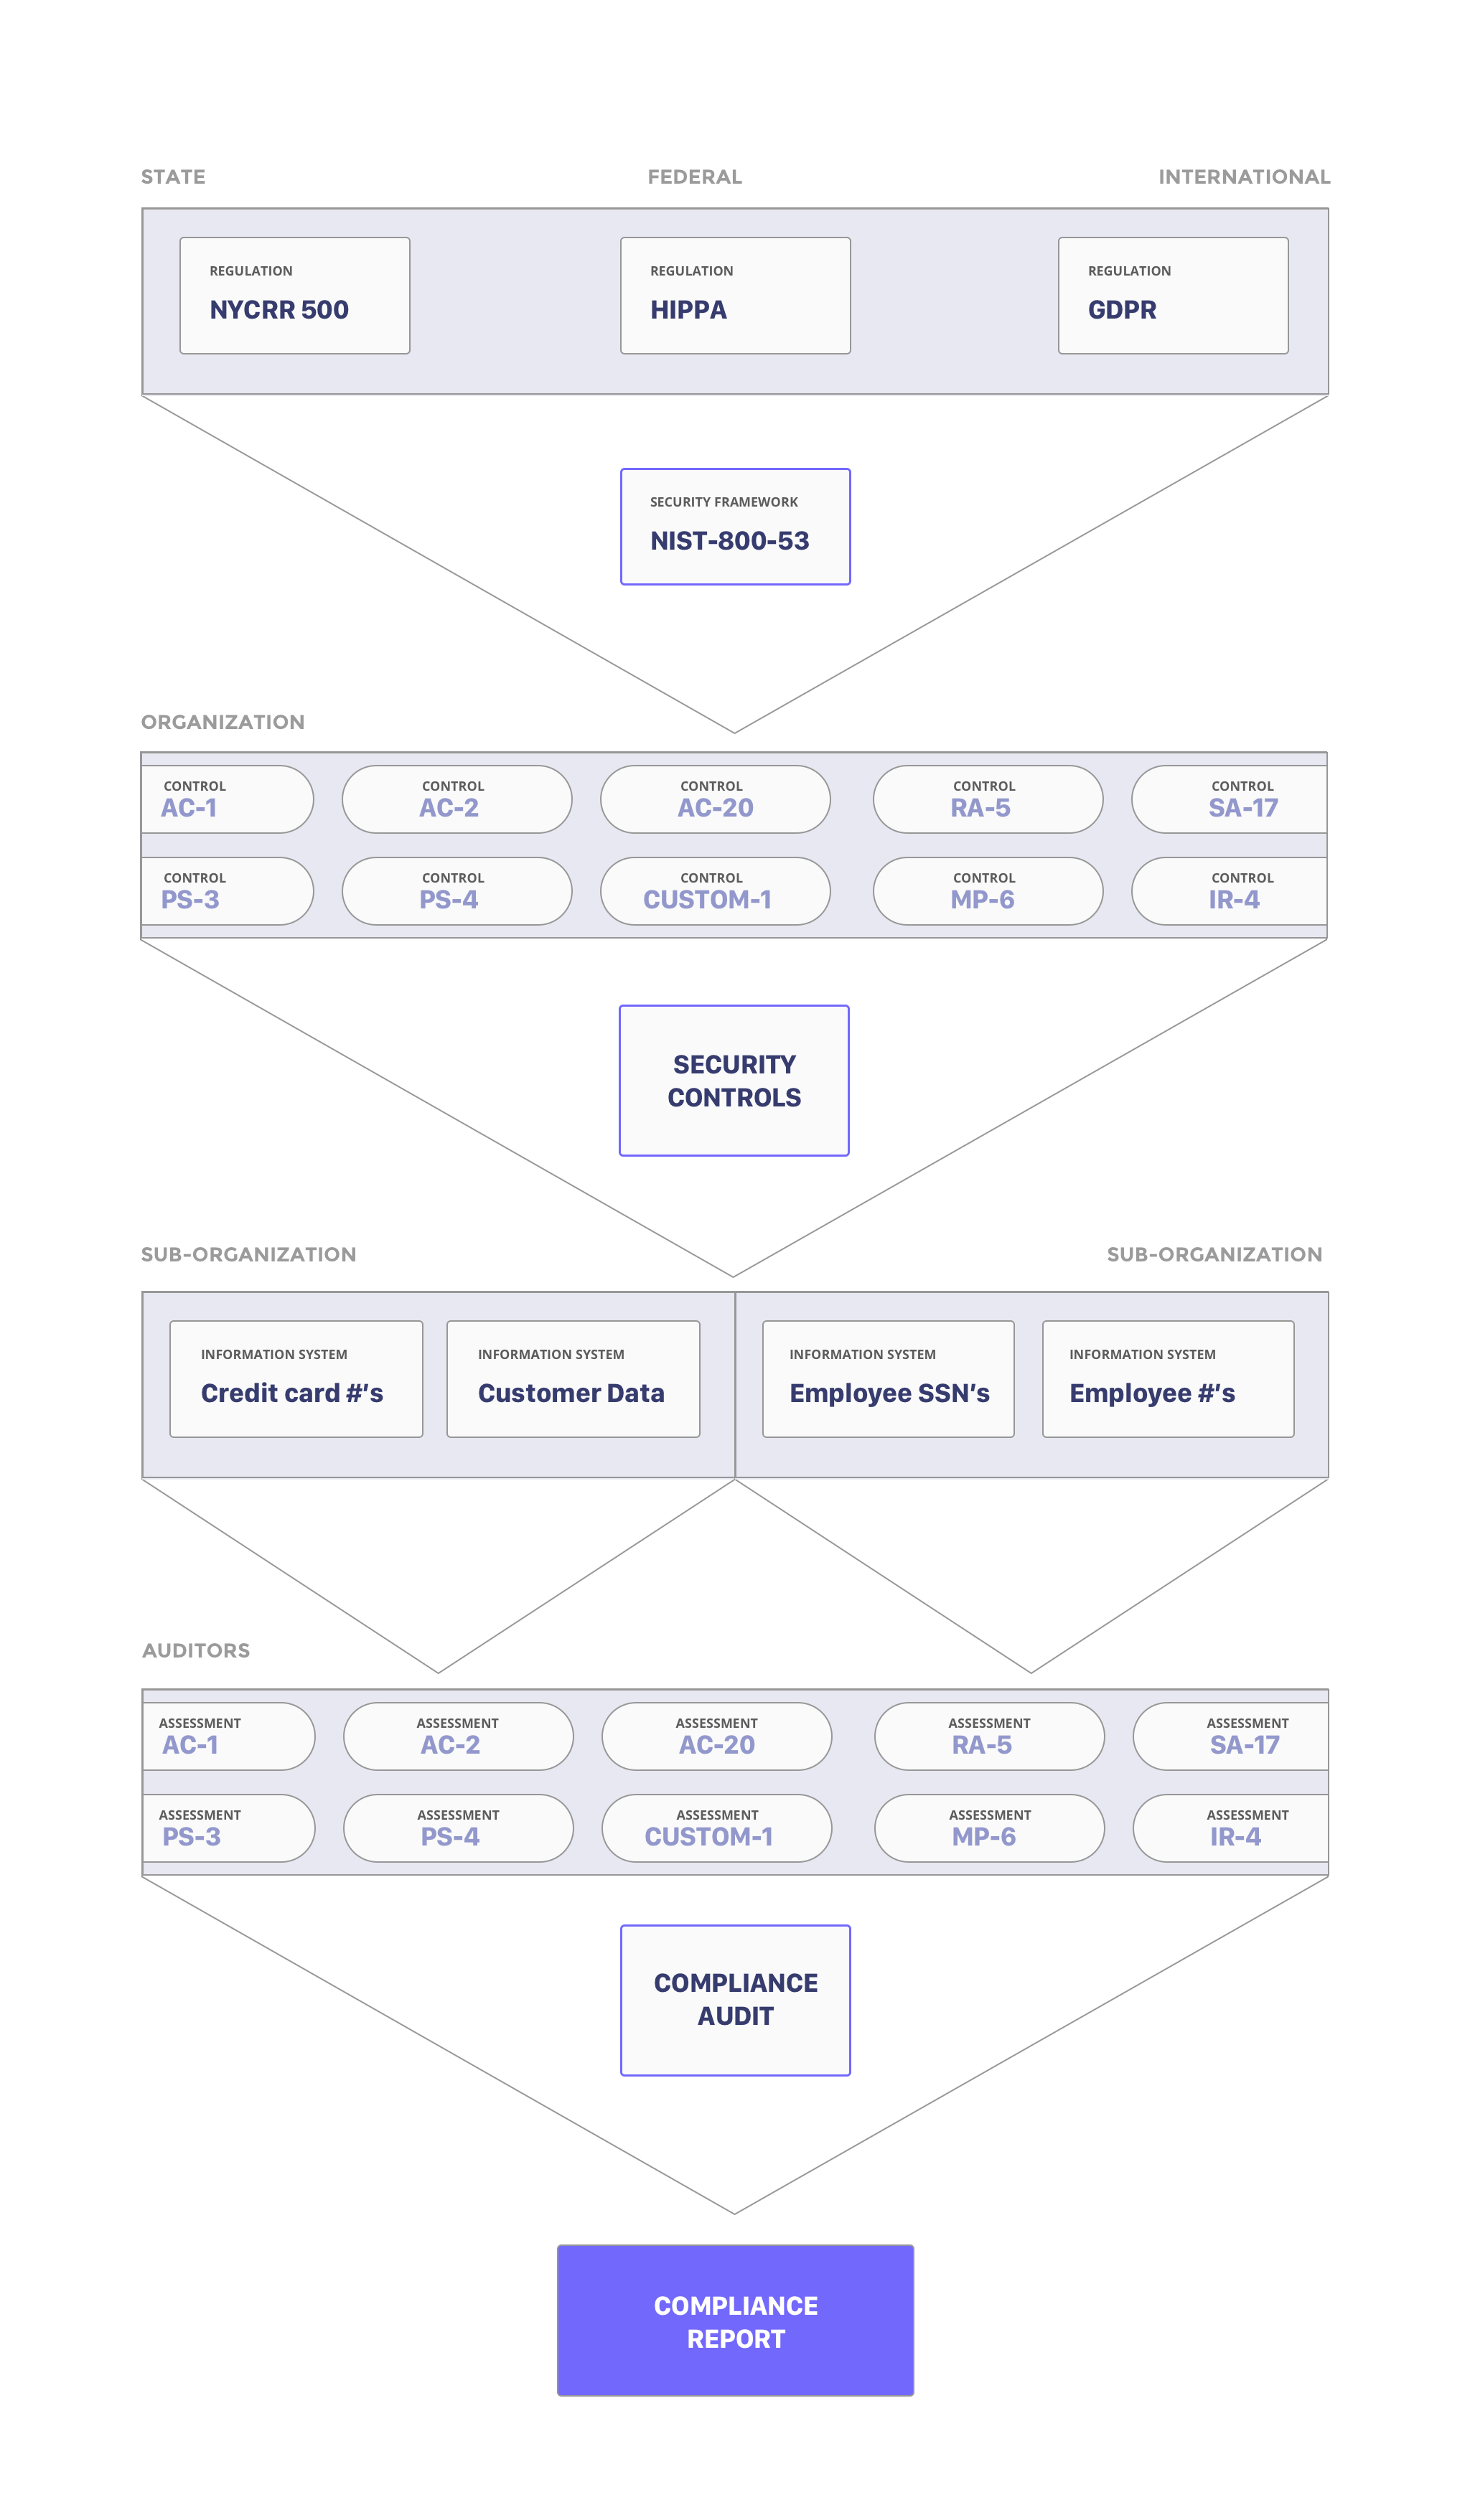 STATE
FEDERAL
INTERNATIONAL
REGULATION
NYCRR 500
REGULATION
HIPPA
REGULATION
GDPR
SECURITY FRAMEWORK
NIST-800-53
ORGANIZATION
CONTROL
AC-1
CONTROL
AC-2
CONTROL
AC-20
CONTROL
RA-5
CONTROL
SA-17
CONTROL
PS-3
CONTROL
PS-4
CONTROL
CUSTOM-1
CONTROL
MP-6
CONTROL
IR-4
SECURITY
CONTROLS
SUB-ORGANIZATION
SUB-ORGANIZATION
INFORMATION SYSTEM
Credit card #'s
INFORMATION SYSTEM
Customer Data
INFORMATION SYSTEM
Employee SSN's
INFORMATION SYSTEM
Employee #'s
AUDITORS
ASSESSMENT
AC-1
ASSESSMENT
AC-2
ASSESSMENT
AC-20
ASSESSMENT
RA-5
ASSESSMENT
SA-17
ASSESSMENT
PS-3
ASSESSMENT
PS-4
ASSESSMENT
CUSTOM-1
ASSESSMENT
MP-6
ASSESSMENT
IR-4
COMPLIANCE
AUDIT
COMPLIANCE
REPORT